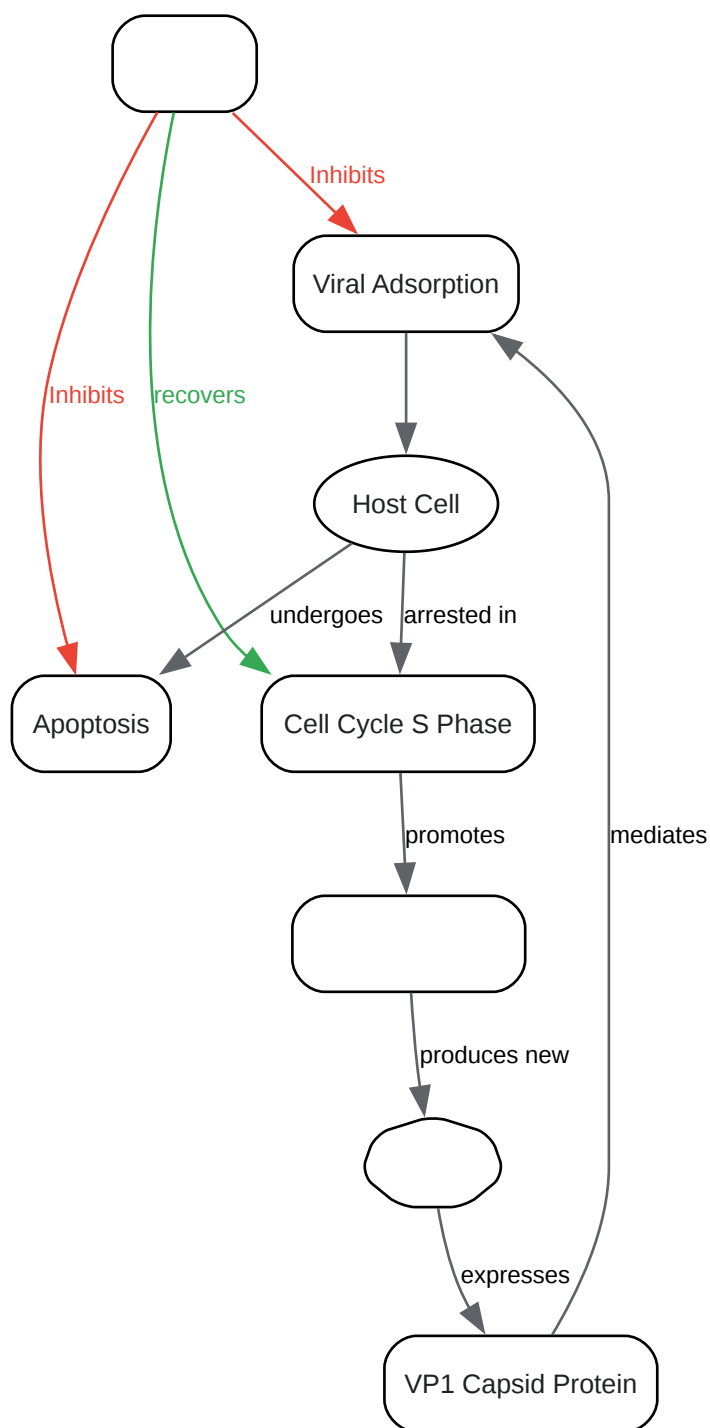 Inhibits
Viral Adsorption
Inhibits
recovers
Host Cell
undergoes
arrested in
Apoptosis
Cell Cycle S Phase
promotes
mediates
produces new
expresses
VP1 Capsid Protein